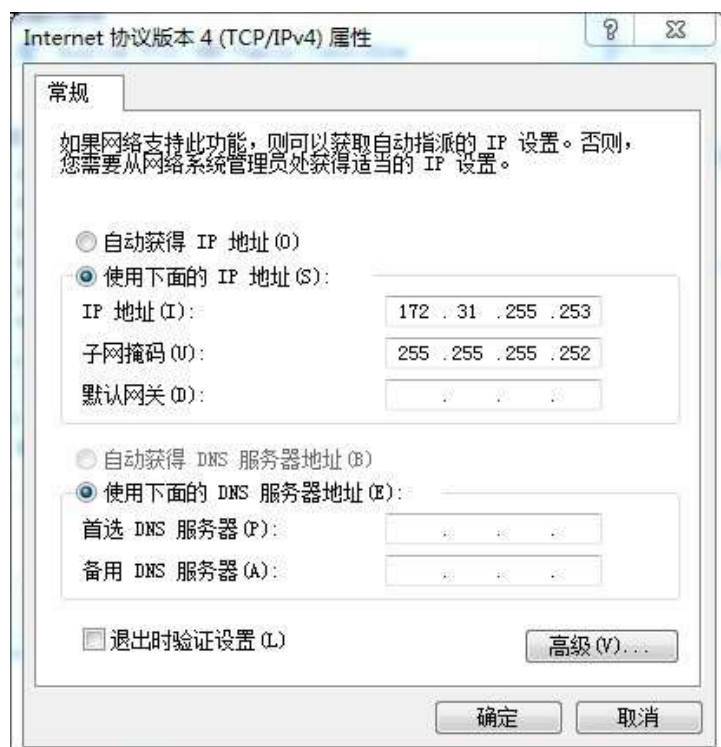 Internet 协议版本 4 (TCP/IPv4) 属性
常规
如果网络支持此功能，则可以获取自动指派的 IP 设置。否则，
您需要从网络系统管理员处获得适当的 IP 设置。
自动获得 IP 地址(O)
使用下面的 IP 地址(S):
IP 地址(I): 172 . 31 .255 .253
子网掩码(U): 255 .255 .255 .252
默认网关(D): . . .
自动获得 DNS 服务器地址(B)
使用下面的 DNS 服务器地址(E):
首选 DNS 服务器(P): . . .
备用 DNS 服务器(A): . . .
退出时验证设置(L)
高级(V)...
确定 取消